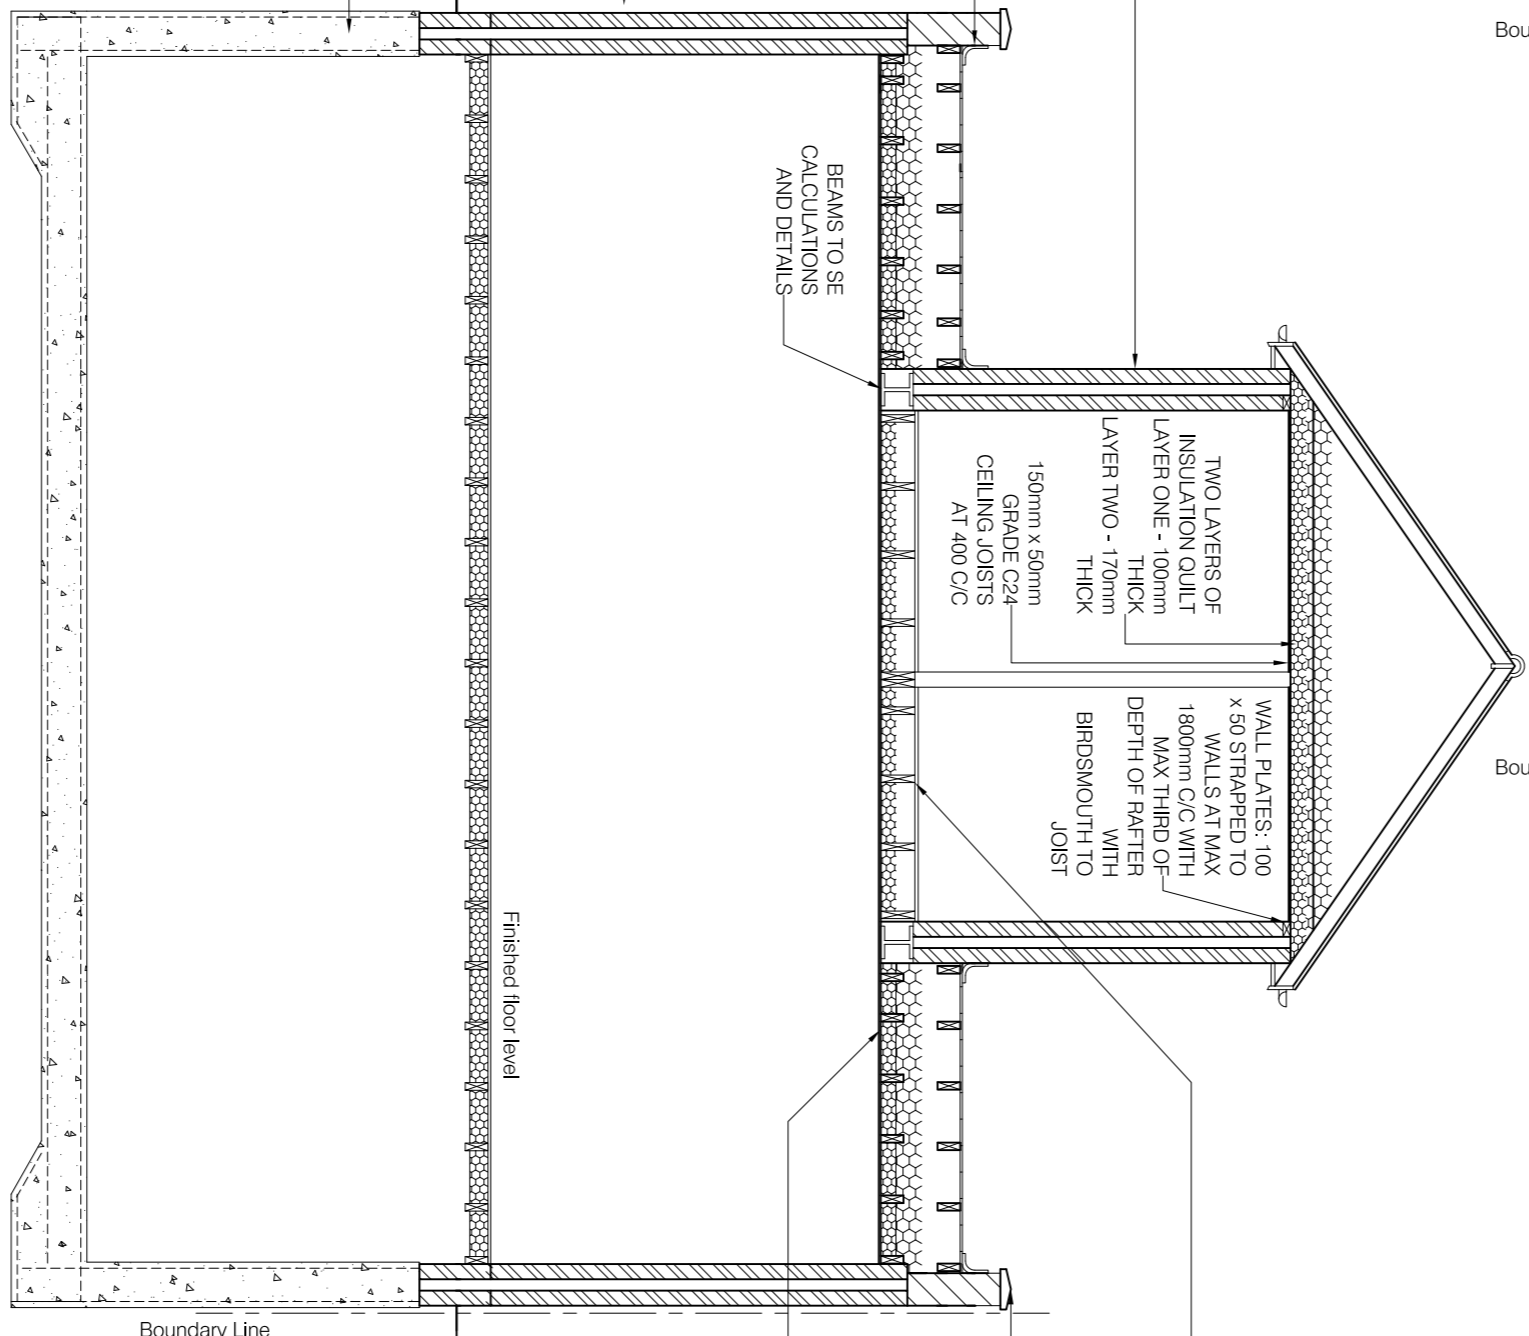 Bou
BEAMS TO SE
CALCULATIONS
AND DETAILS
TWO LAYERS OF
INSULATION QUILT
LAYER ONE - 100mm
THICK
LAYER TWO - 170mm
THICK
150mm x 50mm
GRADE C24
CEILING JOISTS
AT 400 C/C
WALL PLATES: 100
x 50 STRAPPED TO
WALLS AT MAX
1800mm C/C WITH
MAX THIRD OF
DEPTH OF RAFTER
WITH
BIRDSMOUTH TO
JOIST
Bou
Finished floor level
Boundary Line